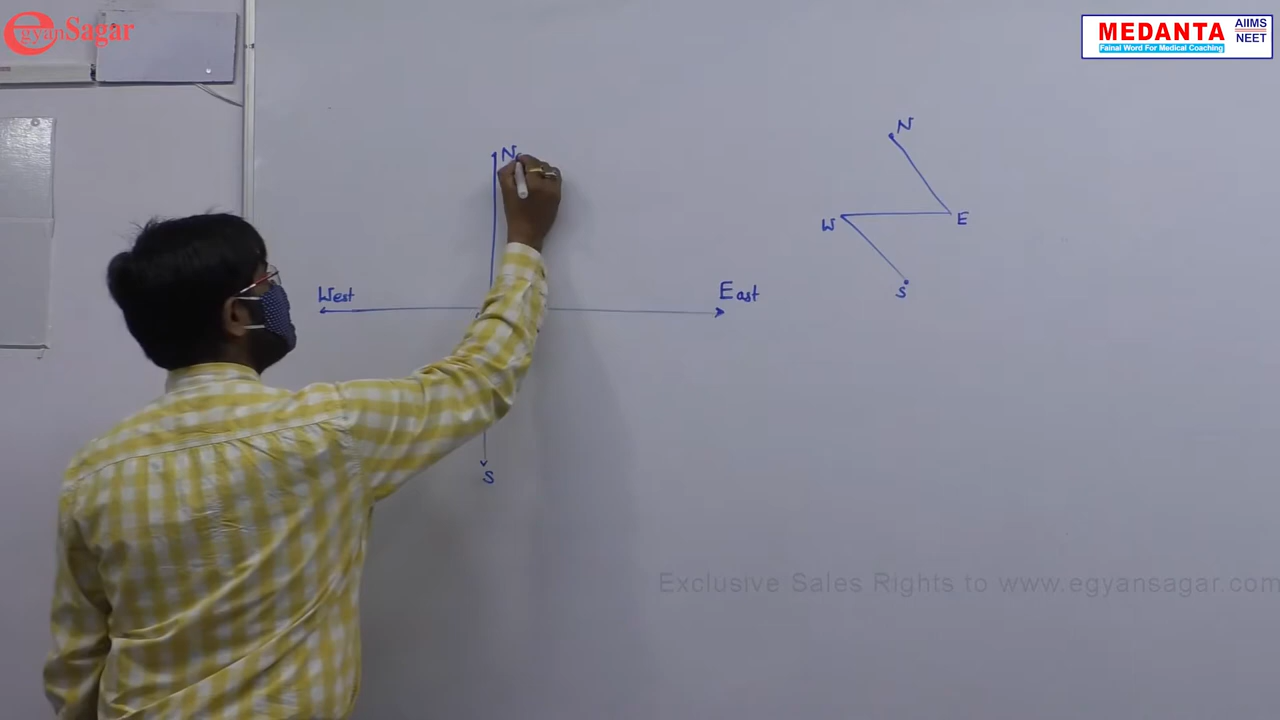 egyanSagar
MEDANTA
Fainal Word For Medical Coaching
AIIMS
NEET
N
N
W
E
West
East
S
S
Exclusive Sales Rights to www.egyansagar.com